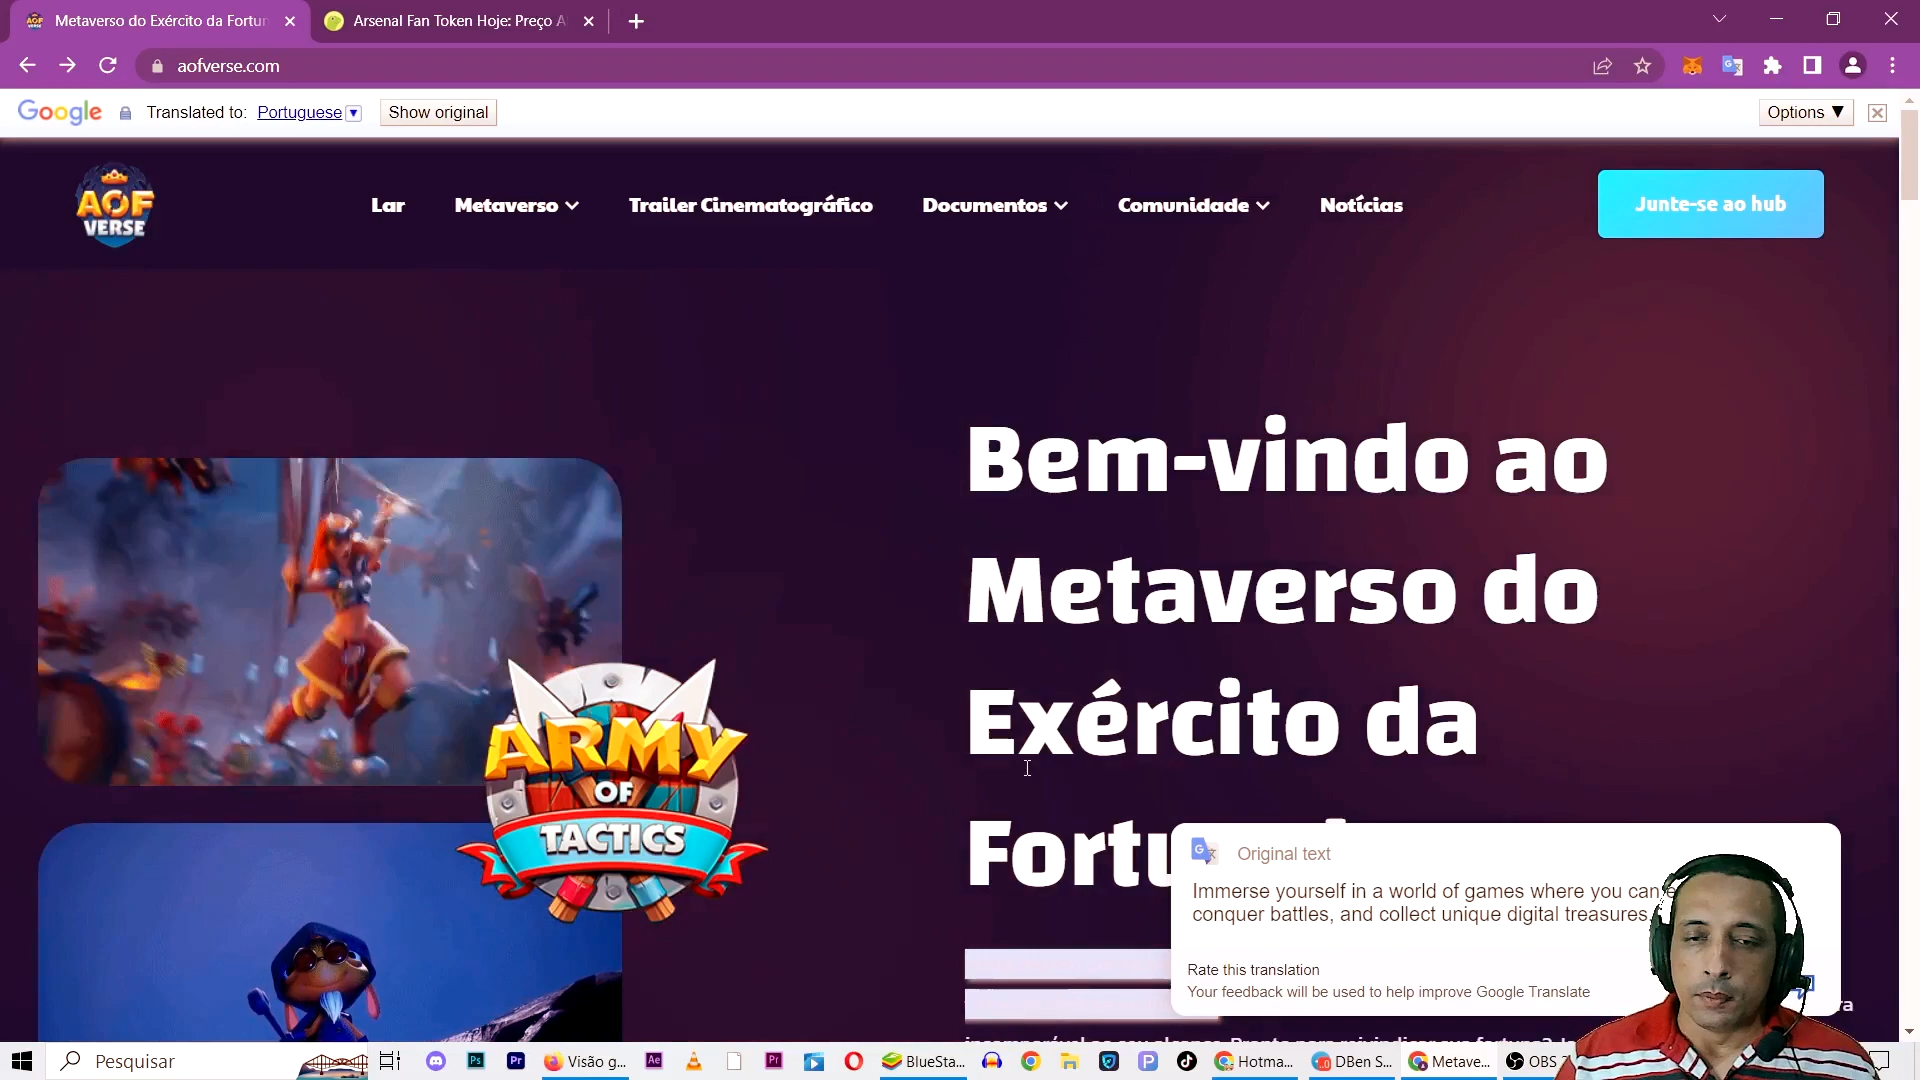 Metaverso do Exército da Fortun
Arsenal Fan Token Hoje: Preço A
aofverse.com
Google
Translated to: Portuguese
Show original
Options ▼
AOF
VERSE
Lar
Metaverso
Trailer Cinematográfico
Documentos
Comunidade
Notícias
Junte-se ao hub
Bem-vindo ao
Metaverso do
Exército da
Fortu
ARMY
OF
TACTICS
Original text
Immerse yourself in a world of games where you can e
conquer battles, and collect unique digital treasures.
Rate this translation
Your feedback will be used to help improve Google Translate
ra
Pesquisar
Visão g...
BlueSta...
Hotma...
DBen S...
Metave...
OBS